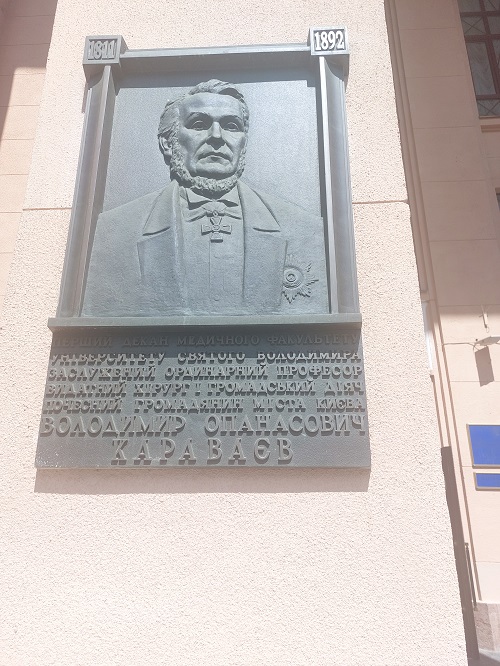 1811
1892
ПЕРШИЙ ДЕКАН МЕДИЧНОГО ФАКУЛЬТЕТУ
УНІВЕРСИТЕТУ СВЯТОГО ВОЛОДИМИРА
ЗАСЛУЖЕНИЙ ОРДИНАРНИЙ ПРОФЕСОР
ВИДАТНИЙ ХІРУРГ І ГРОМАДСЬКИЙ ДІЯЧ
ПОЧЕСНИЙ ГРОМАДЯНИН МІСТА КИЄВА
ВОЛОДИМИР ОПАНАСОВИЧ
КАРАВАЄВ